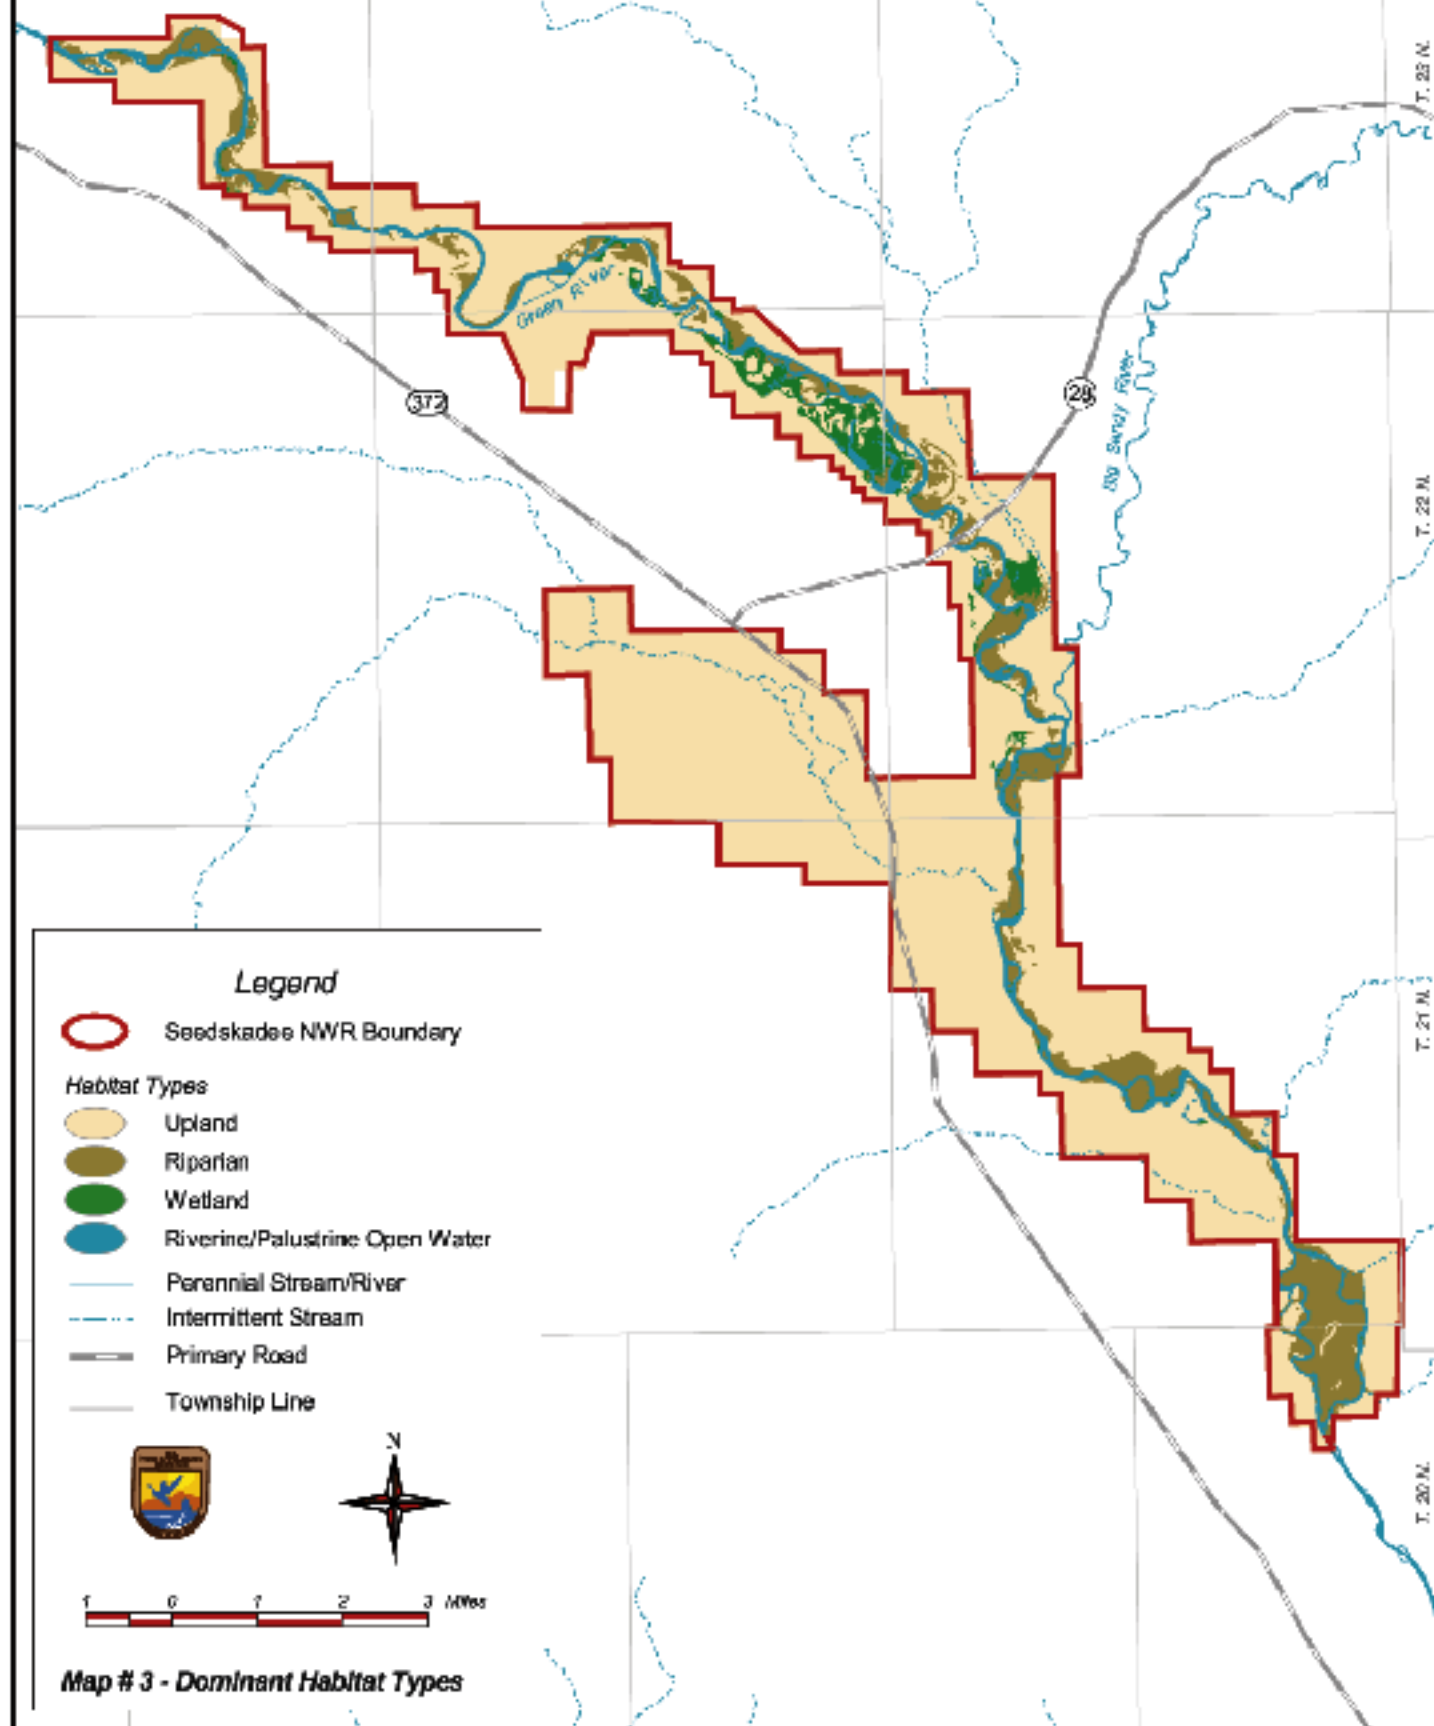 T. 23 N.
Green River
372
28
Big Sandy River
T. 22 N.
Legend
Seedskadee NWR Boundary
Habitat Types
Upland
Riparian
Wetland
Riverine/Palustrine Open Water
Perennial Stream/River
Intermittent Stream
Primary Road
Township Line
T. 21 N.
N
1 0 1 2 3 Miles
T. 20 N.
Map # 3 - Dominant Habitat Types